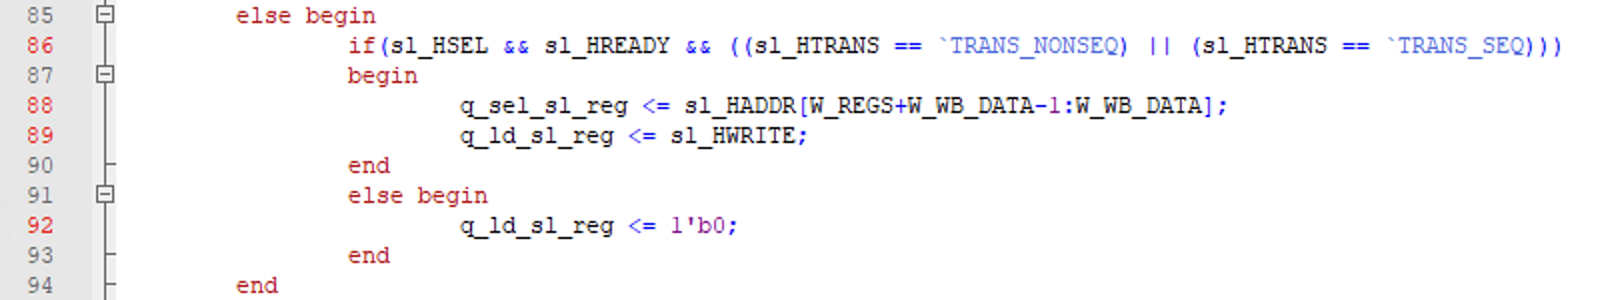 85 else begin
86 if(sl_HSEL && sl_HREADY && ((sl_HTRANS == `TRANS_NONSEQ) || (sl_HTRANS == `TRANS_SEQ)))
87 begin
88 q_sel_sl_reg <= sl_HADDR[W_REGS+W_WB_DATA-1:W_WB_DATA];
89 q_ld_sl_reg <= sl_HWRITE;
90 end
91 else begin
92 q_ld_sl_reg <= 1'b0;
93 end
94 end